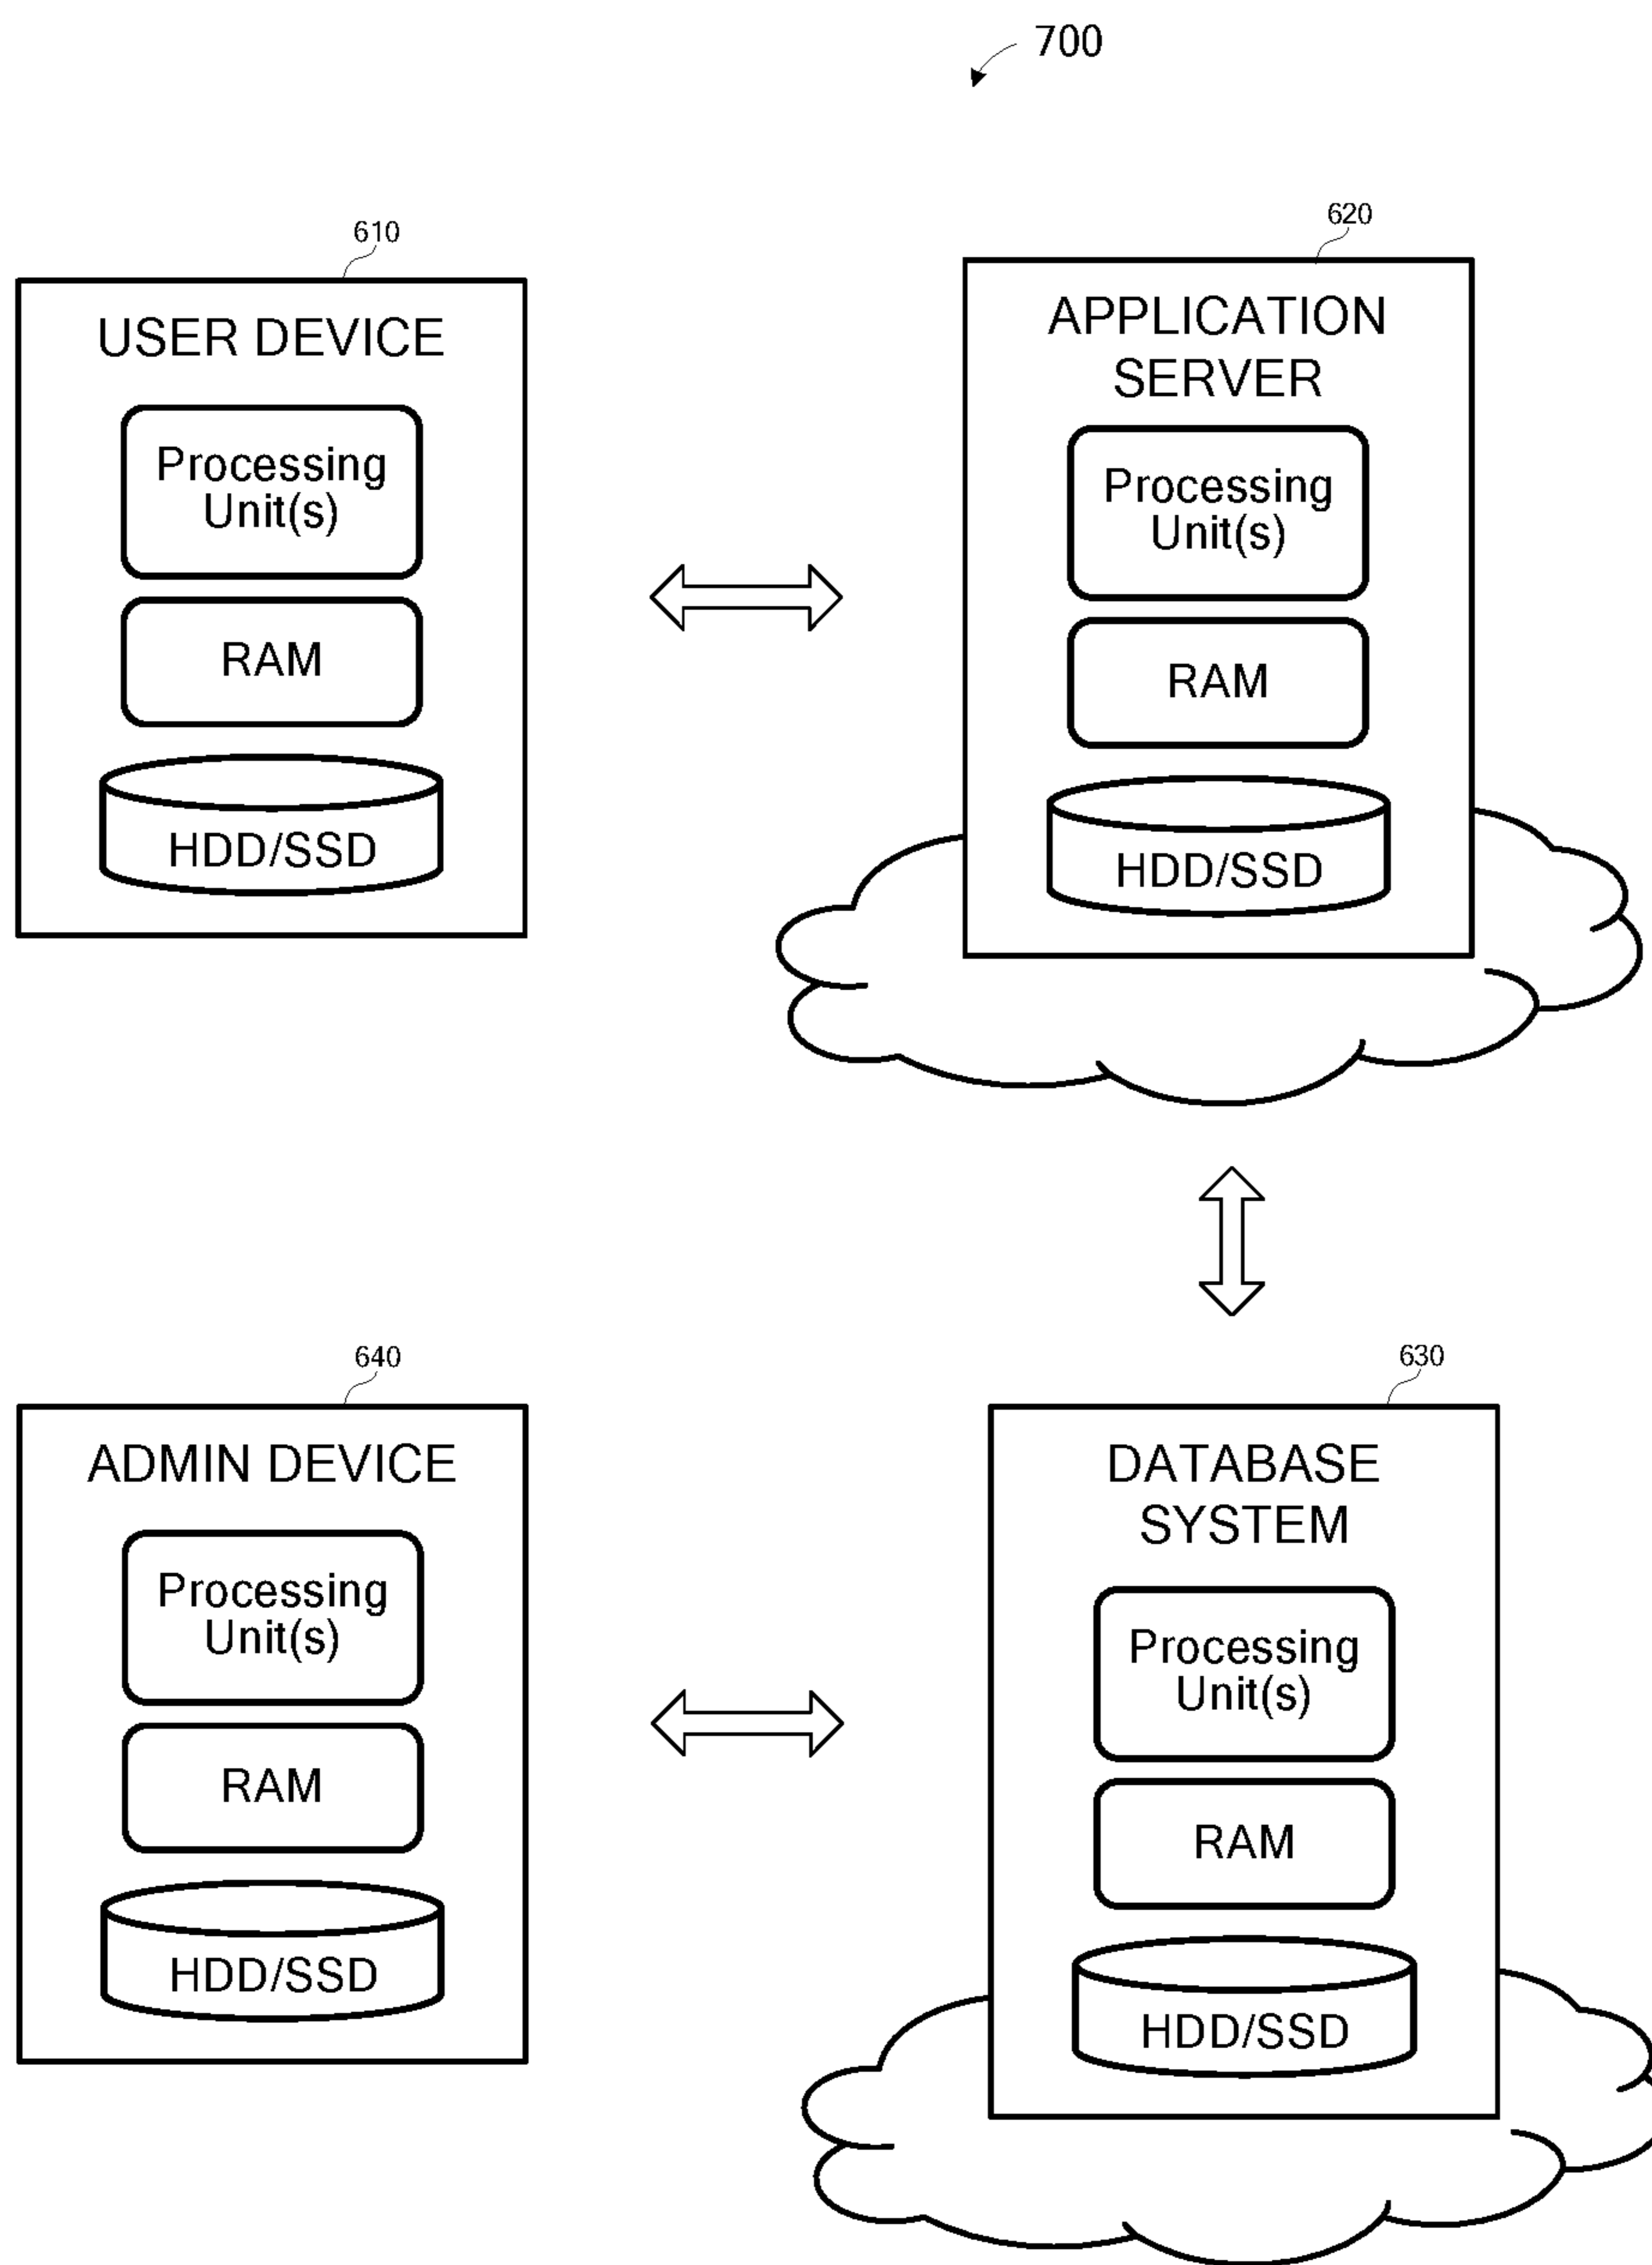 700
610
USER DEVICE
Processing
Unit(s)
RAM
HDD/SSD
620
APPLICATION
SERVER
Processing
Unit(s)
RAM
HDD/SSD
640
ADMIN DEVICE
Processing
Unit(s)
RAM
HDD/SSD
630
DATABASE
SYSTEM
Processing
Unit(s)
RAM
HDD/SSD